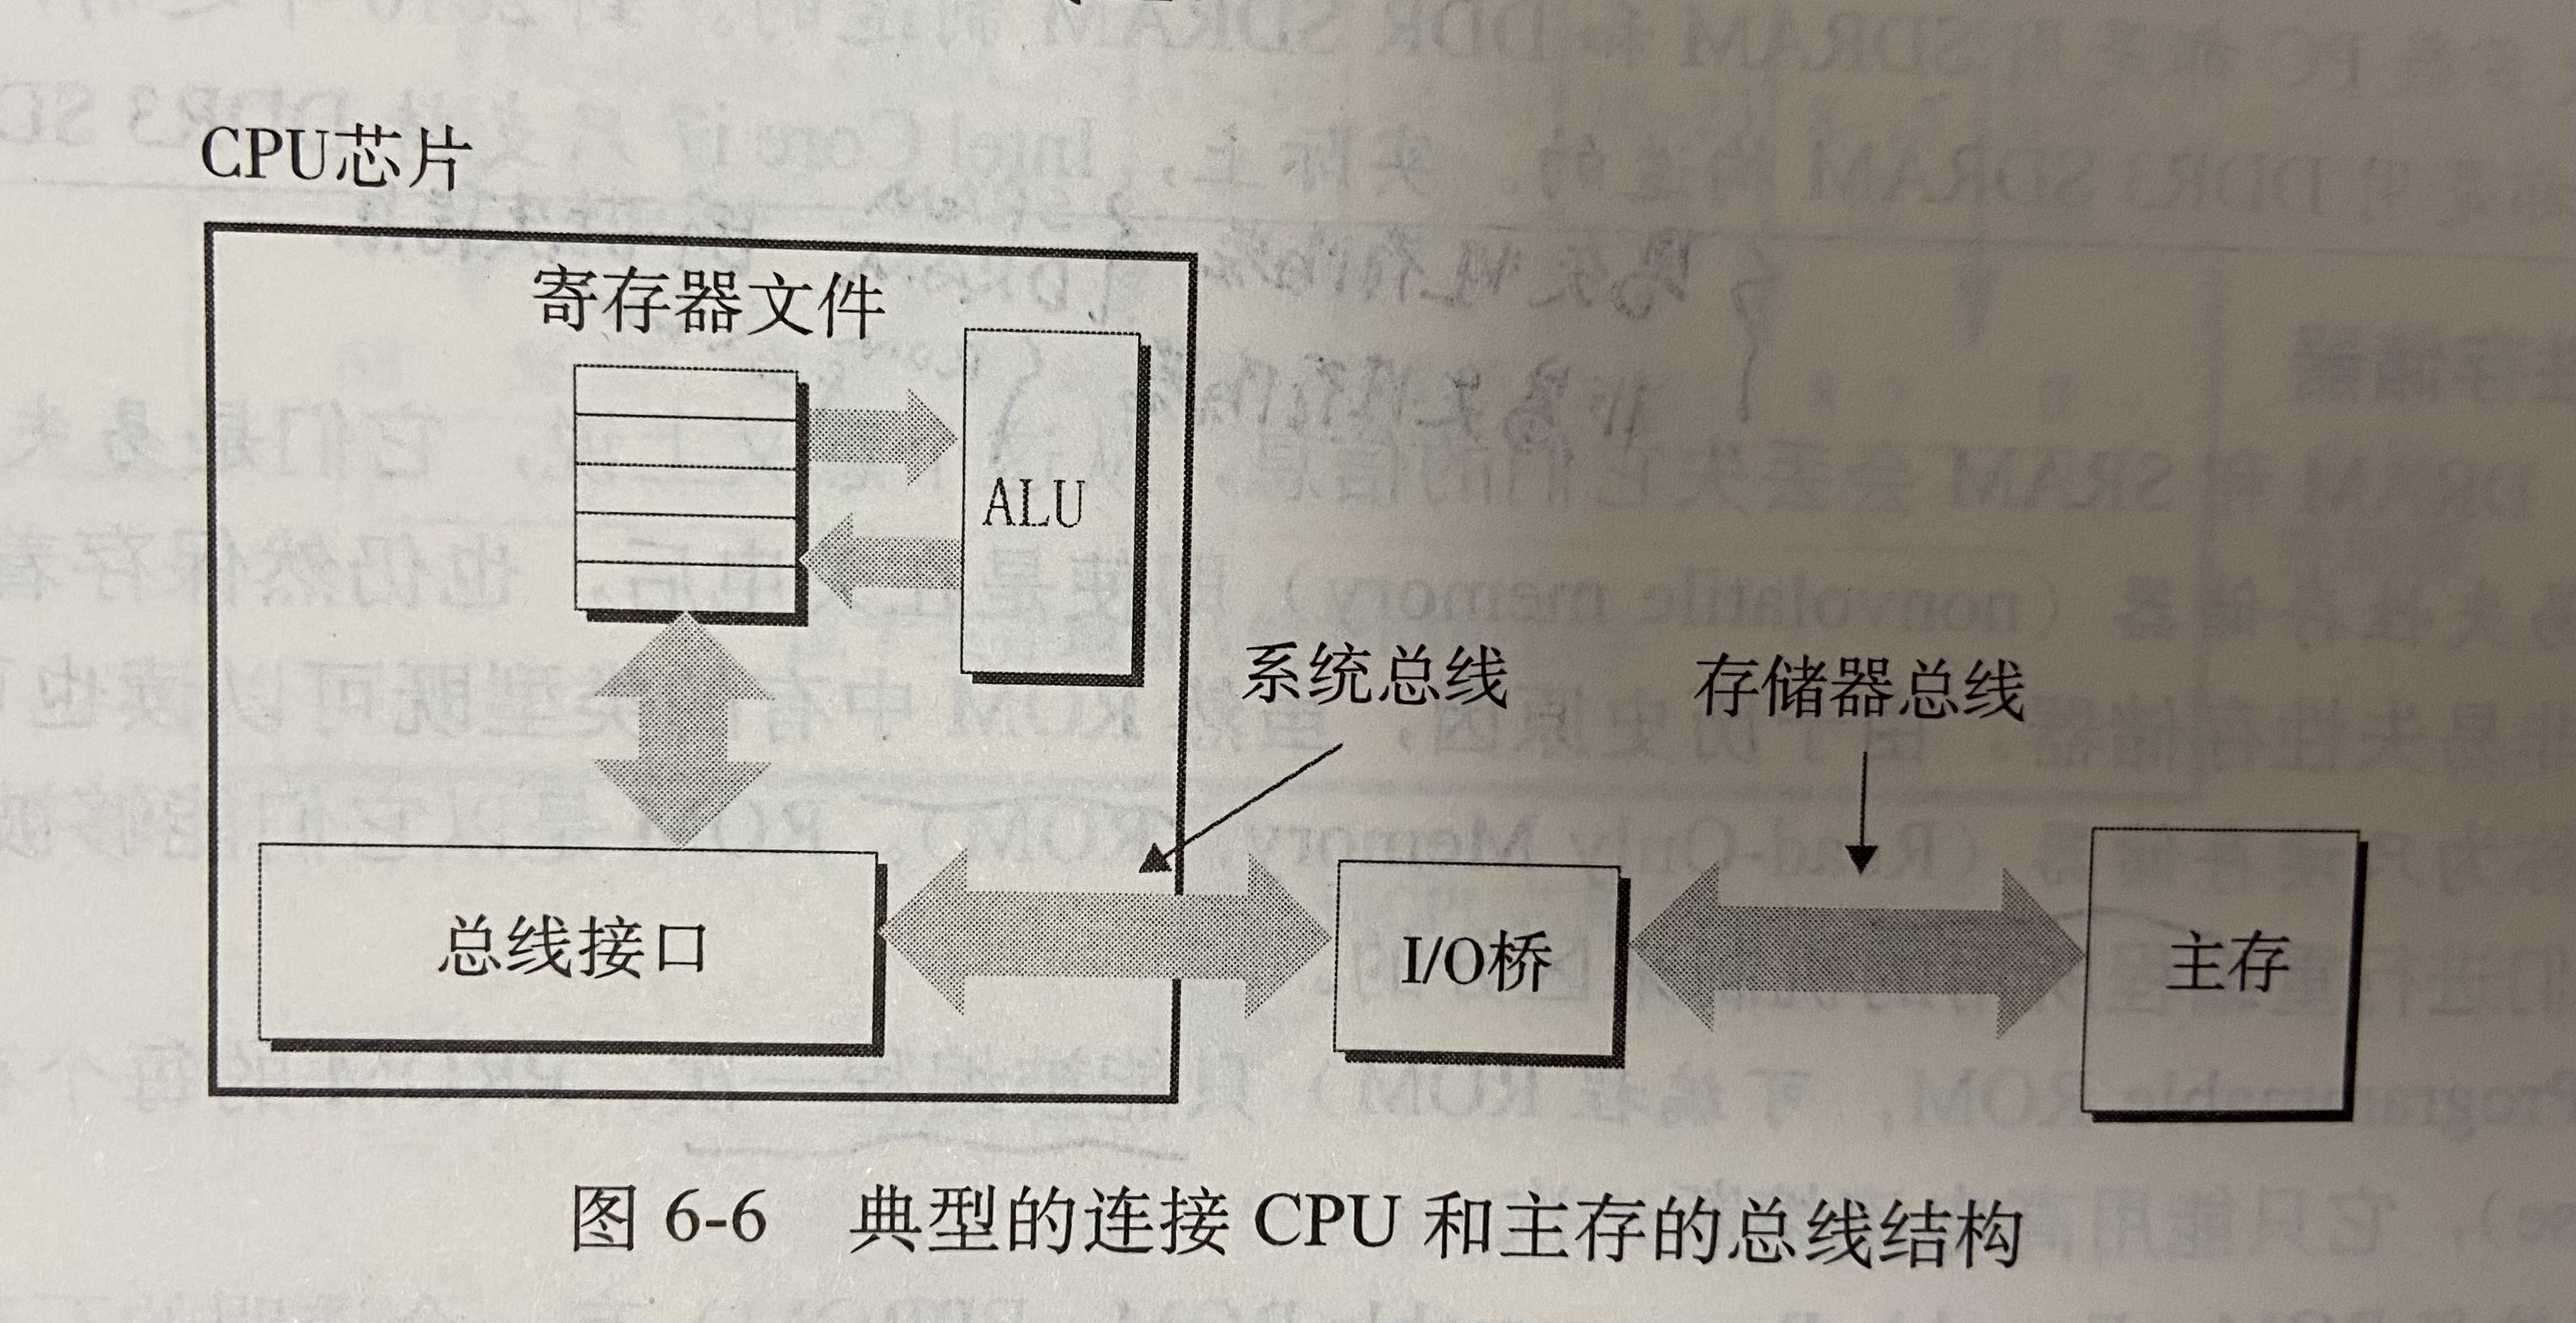 CPU芯片
寄存器文件
ALU
系统总线
存储器总线
总线接口
I/O桥
主存
图 6-6 典型的连接 CPU 和主存的总线结构